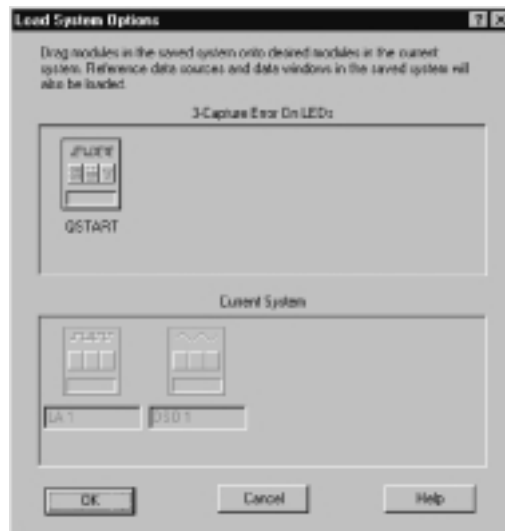 Load System Options
Drag modules in the saved system onto desired modules in the current
system. Reference data sources and data windows in the saved system will
also be loaded.
3-Capture Error On LEDs
QSTART
Current System
LA 1
DSO 1
OK
Cancel
Help